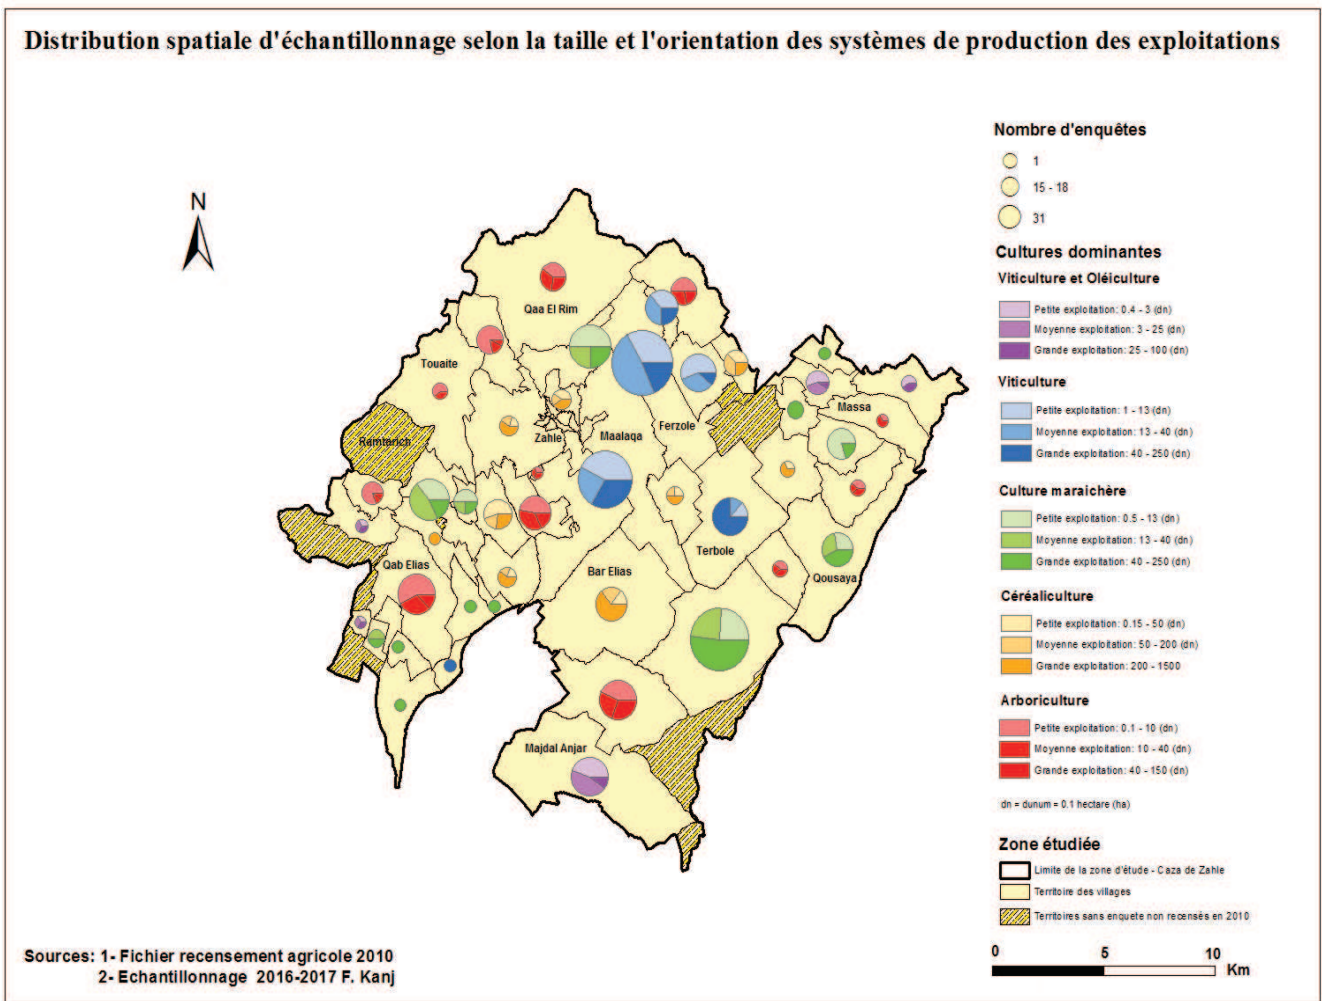 Distribution spatiale d'échantillonnage selon la taille et l'orientation des systèmes de production des exploitations
N
Nombre d'enquêtes
1
15 - 18
31
Cultures dominantes
Viticulture et Oléiculture
Petite exploitation: 0.4 - 3 (dn)
Moyenne exploitation: 3 - 25 (dn)
Grande exploitation: 25 - 100 (dn)
Viticulture
Petite exploitation: 1 - 13 (dn)
Moyenne exploitation: 13 - 40 (dn)
Grande exploitation: 40 - 250 (dn)
Culture maraichère
Petite exploitation: 0.5 - 13 (dn)
Moyenne exploitation: 13 - 40 (dn)
Grande exploitation: 40 - 250 (dn)
Céréaliculture
Petite exploitation: 0.15 - 50 (dn)
Moyenne exploitation: 50 - 200 (dn)
Grande exploitation: 200 - 1500
Arboriculture
Petite exploitation: 0.1 - 10 (dn)
Moyenne exploitation: 10 - 40 (dn)
Grande exploitation: 40 - 150 (dn)
dn = dunum = 0.1 hectare (ha)
Zone étudiée
Limite de la zone d'étude - Caza de Zahle
Territoire des villages
Territoires sans enquete non recensés en 2010
0 5 10
Km
Qaa El Rim
Touaite
Massa
Ferzole
Zahle
Maalaqa
Terbole
Qab Elias
Bar Elias
Qousaya
Majdal Anjar
Sources: 1- Fichier recensement agricole 2010
2- Echantillonnage 2016-2017 F. Kanj